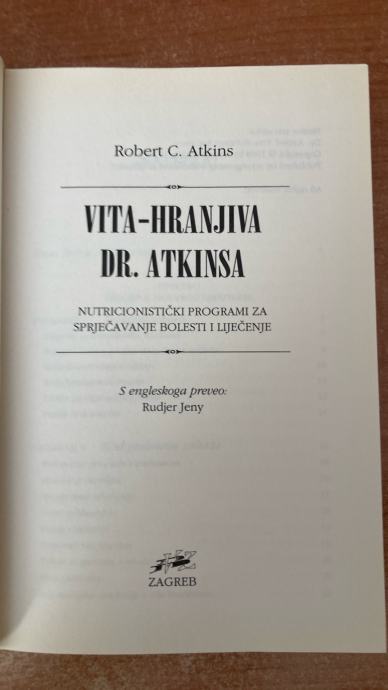 Robert C. Atkins
VITA-HRANJIVA
DR. ATKINSA
NUTRICIONISTIČKI PROGRAMI ZA
SPRJEČAVANJE BOLESTI I LIJEČENJE
S engleskoga preveo:
Rudjer Jeny
ZAGREB